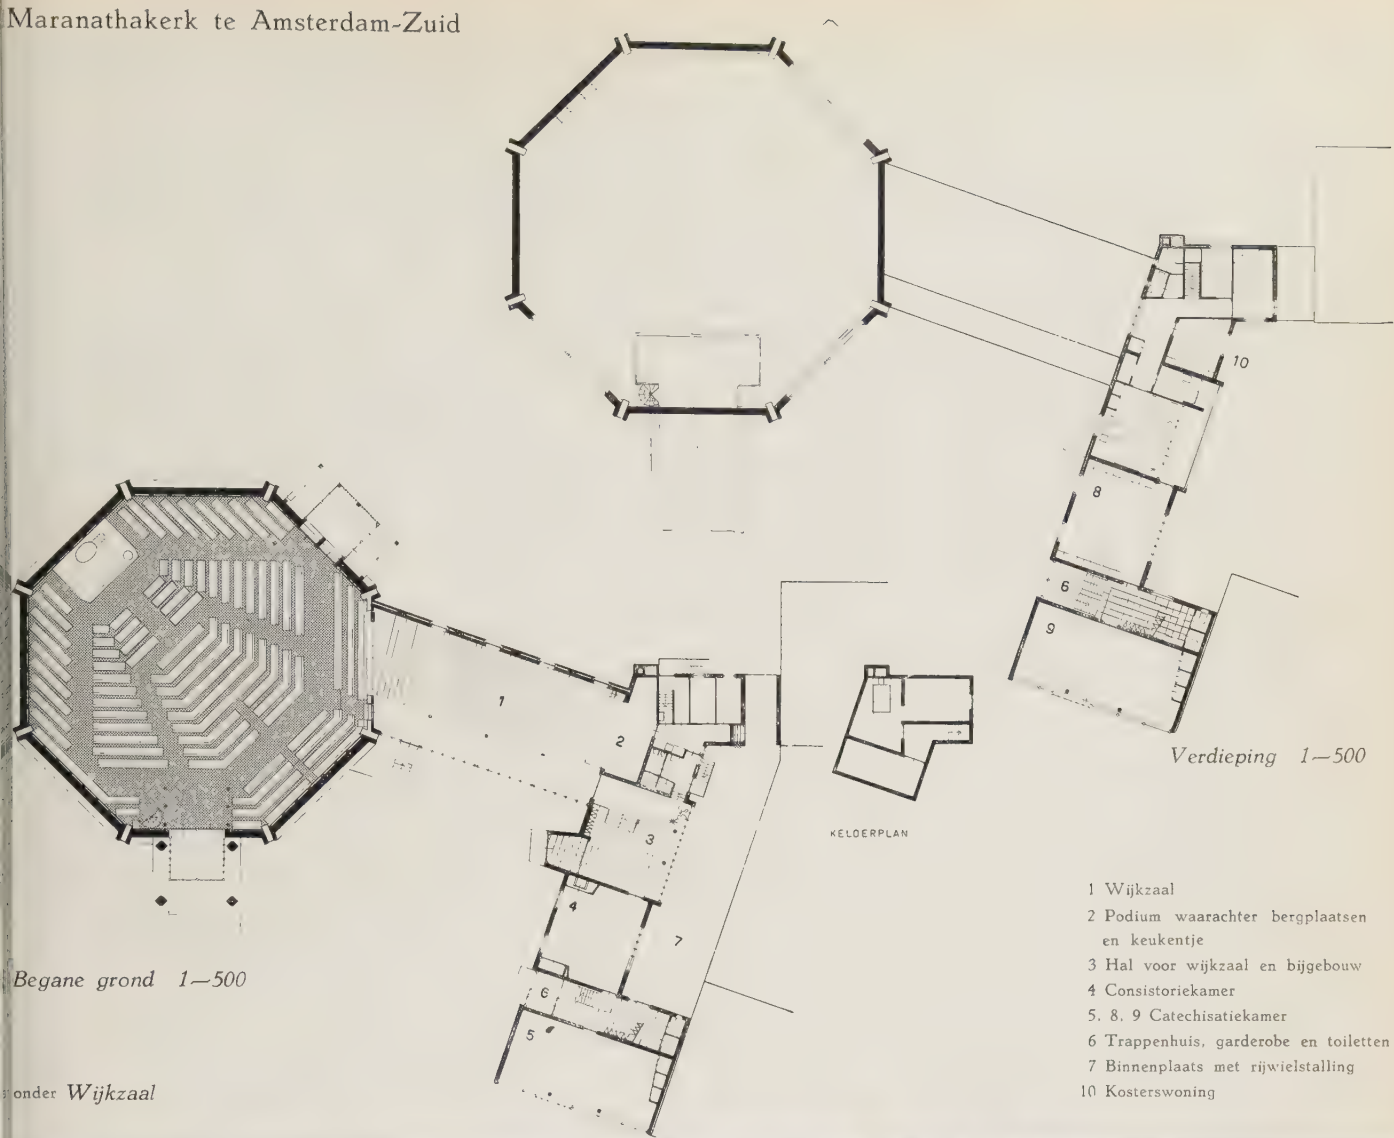 Maranathakerk te Amsterdam-Zuid
10
8
6
9
Verdieping 1—500
1
2
3
4
7
6
5
KELDERPLAN
Begane grond 1—500
onder Wijkzaal
1 Wijkzaal
2 Podium waarachter bergplaatsen
en keukentje
3 Hal voor wijkzaal en bijgebouw
4 Consistoriekamer
5, 8, 9 Catechisatiekamer
6 Trappenhuis, garderobe en toiletten
7 Binnenplaats met rijwielstalling
10 Kosterswoning